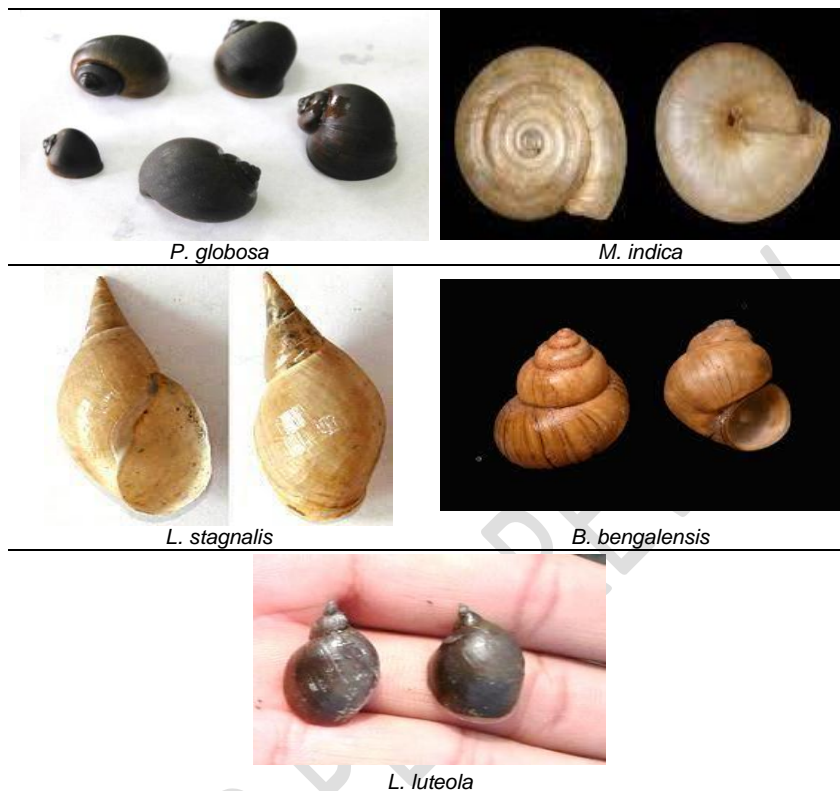 P. globosa
M. indica
L. stagnalis
B. bengalensis
L. luteola